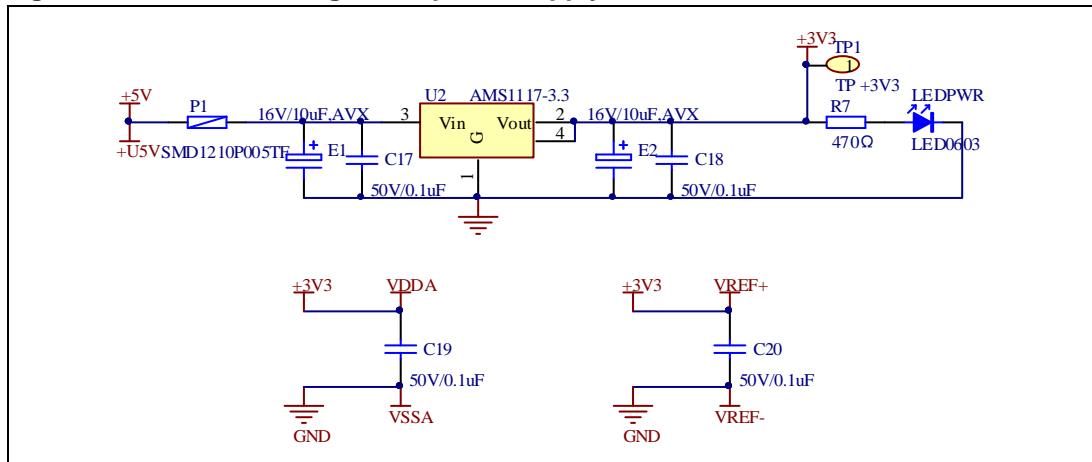 +3V3
TP1
1
TP +3V3
U2
AMS1117-3.3
R7
LEDPWR
+5V
P1
16V/10uF,AVX
3
Vin
Vout
2
4
G
1
16V/10uF,AVX
+U5V
SMD1210P005TF
E1
C17
E2
C18
470Ω
LED0603
50V/0.1uF
50V/0.1uF
+3V3
VDDA
+3V3
VREF+
C19
C20
50V/0.1uF
50V/0.1uF
GND
VSSA
GND
VREF-